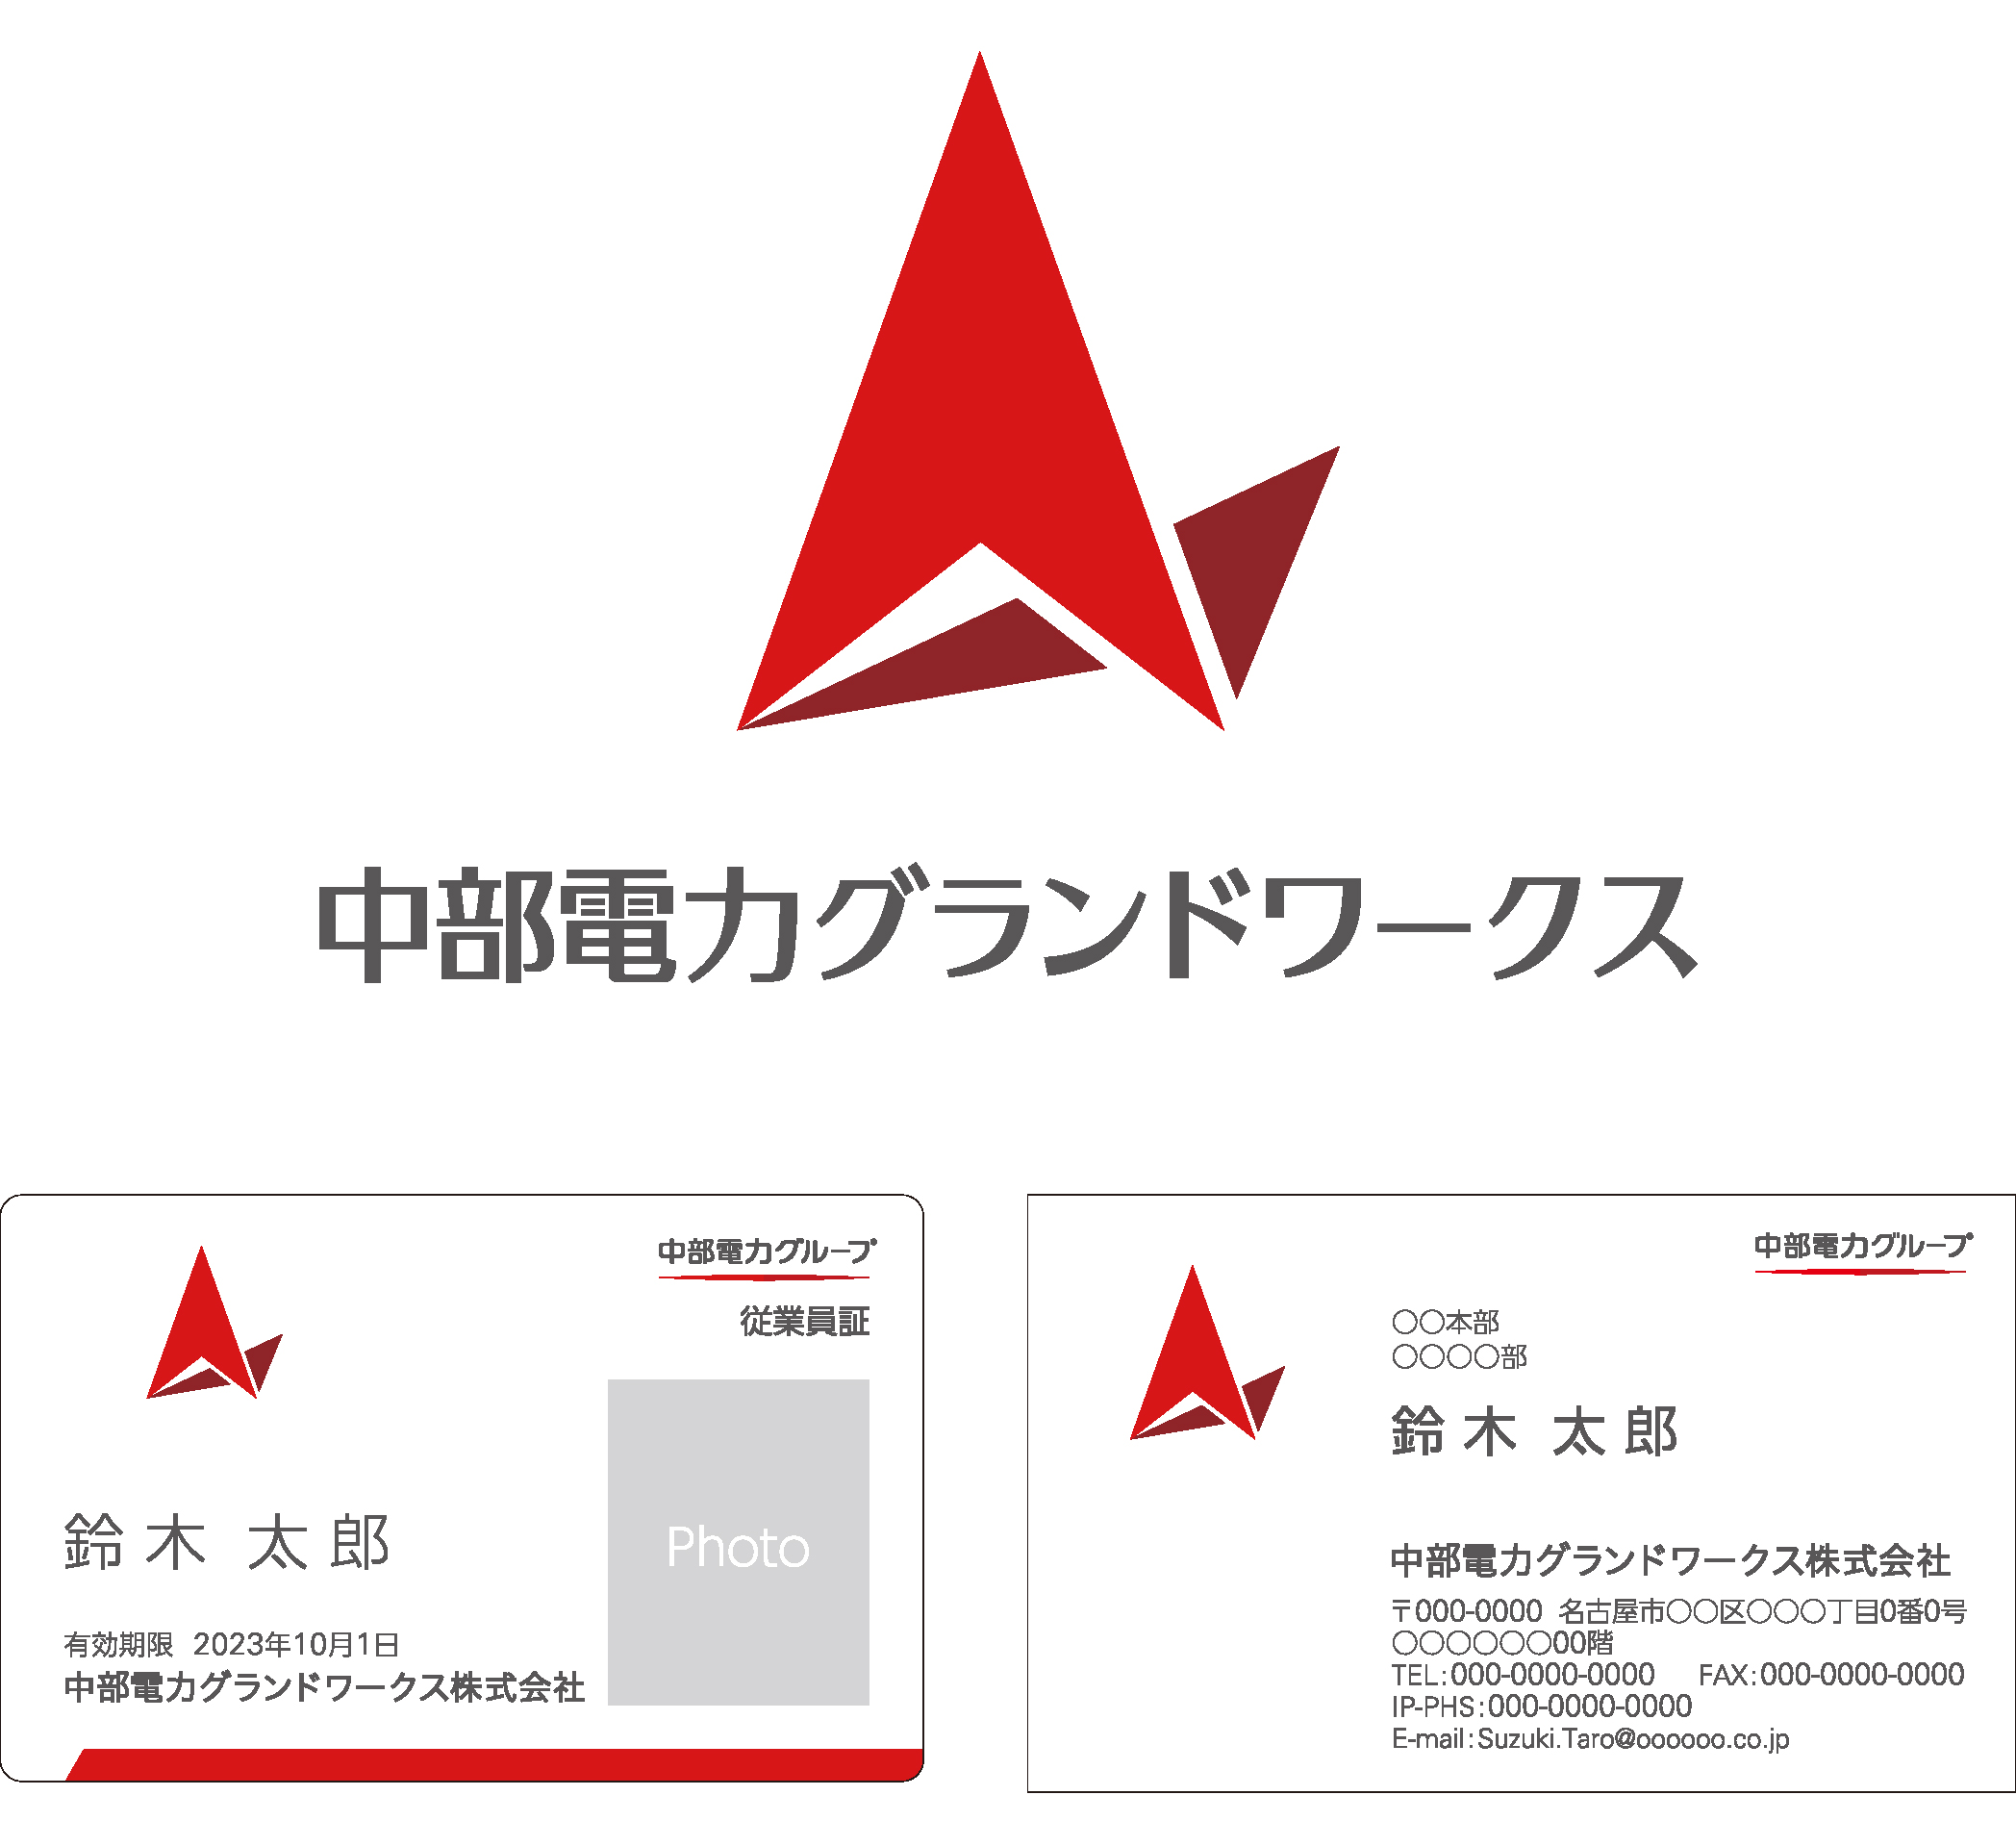 中部電力グランドワークス
中部電力グループ
従業員証
Photo
鈴木 太郎
有効期限 2023年10月1日
中部電力グランドワークス株式会社
中部電力グループ
○○本部
○○○○部
鈴木 太郎
中部電力グランドワークス株式会社
〒000-0000 名古屋市○○区○○○丁目0番0号
○○○○○○00階
TEL:000-0000-0000 FAX:000-0000-0000
IP-PHS:000-0000-0000
E-mail:Suzuki.Taro@oooooo.co.jp